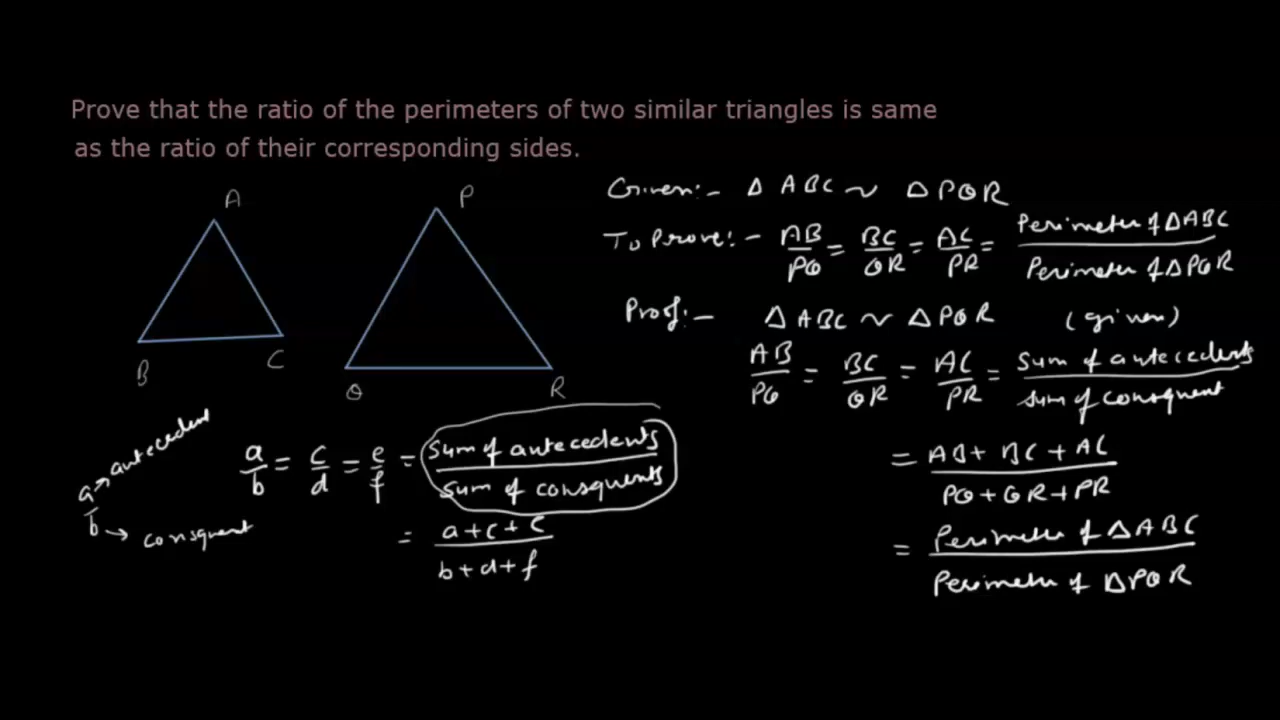 Prove that the ratio of the perimeters of two similar triangles is same
as the ratio of their corresponding sides.
A
B
C
P
Q
R
Given:- Δ ABC ~ Δ PQR
To Prove:- AB/PQ = BC/QR = AC/PR = Perimeter of ΔABC / Perimeter of ΔPQR
Proof:- Δ ABC ~ Δ PQR (given)
AB/PQ = BC/QR = AC/PR = Sum of antecedents / Sum of consquent
= AB + BC + AC / PQ + QR + PR
= Perimeter of ΔABC / Perimeter of ΔPQR
a → antecedent
b → consquent
a/b = c/d = e/f = Sum of antecedents / Sum of consquents
= a + c + e / b + d + f